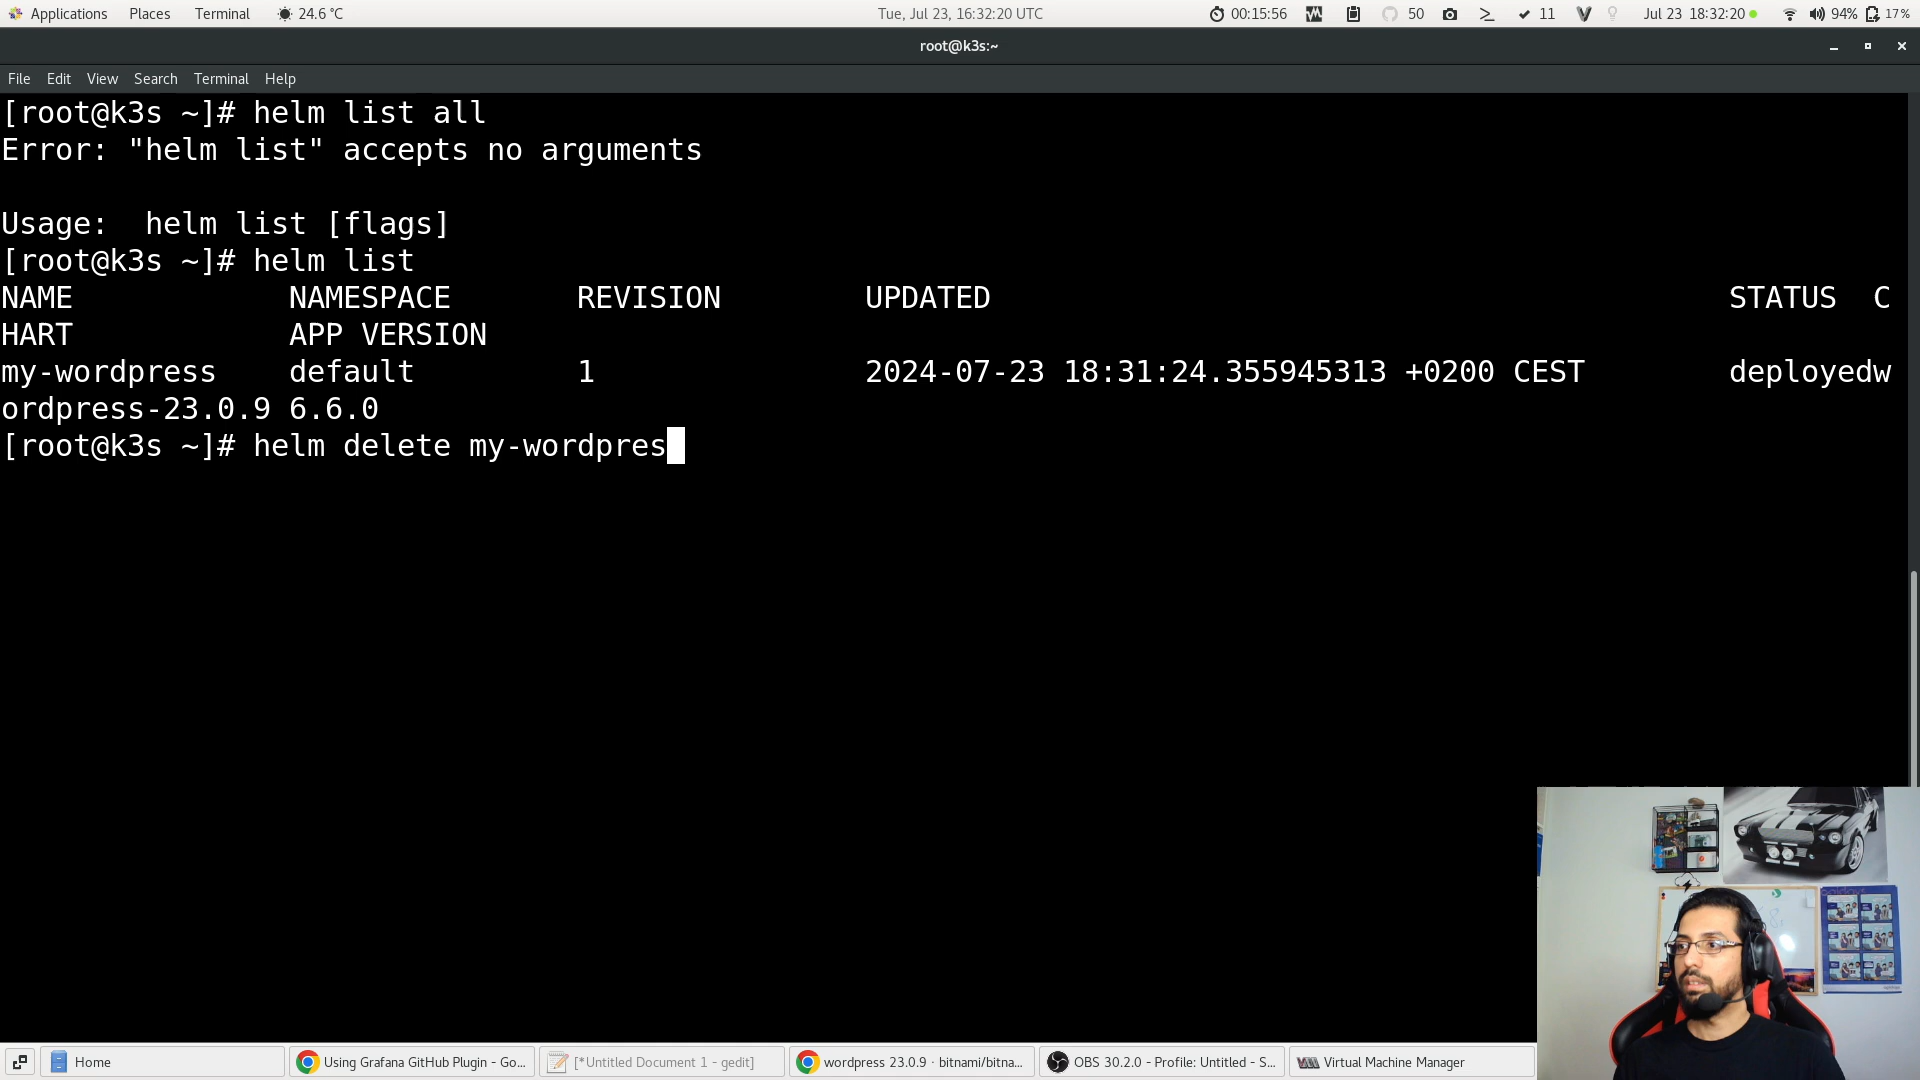 Applications Places Terminal 24.6 °C Tue, Jul 23, 16:32:20 UTC 00:15:56 50 11 Jul 23 18:32:20 94% 17%
root@k3s:~
File Edit View Search Terminal Help
[root@k3s ~]# helm list all
Error: "helm list" accepts no arguments
Usage:  helm list [flags]
[root@k3s ~]# helm list
NAME NAMESPACE REVISION UPDATED STATUS C
HART APP VERSION
my-wordpress default 1 2024-07-23 18:31:24.355945313 +0200 CEST deployedw
ordpress-23.0.9 6.6.0
[root@k3s ~]# helm delete my-wordpres
Home Using Grafana GitHub Plugin - Go... [*Untitled Document 1 - gedit] wordpress 23.0.9 · bitnami/bitna... OBS 30.2.0 - Profile: Untitled - S... Virtual Machine Manager